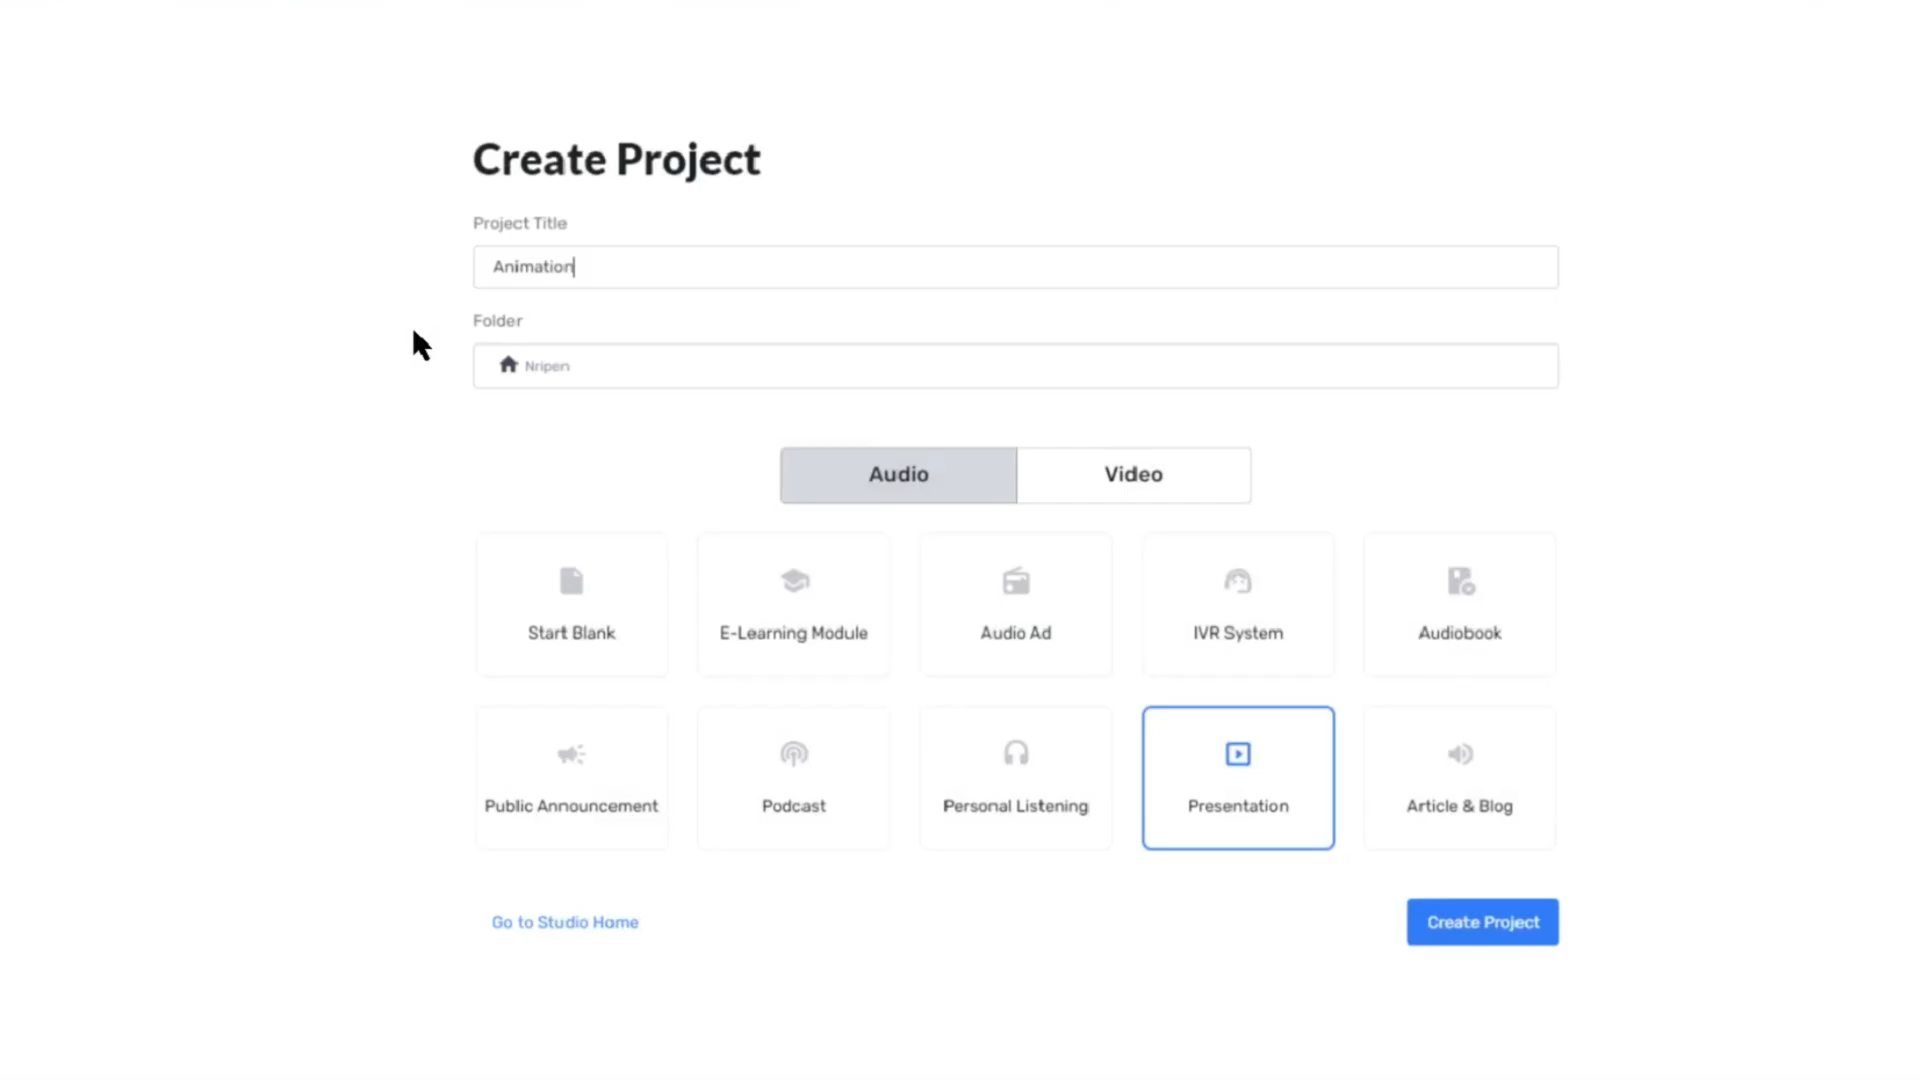 Create Project
Project Title
Animation
Folder
Nripen
Audio Video
Start Blank E-Learning Module Audio Ad IVR System Audiobook
Public Announcement Podcast Personal Listening Presentation Article & Blog
Go to Studio Home Create Project